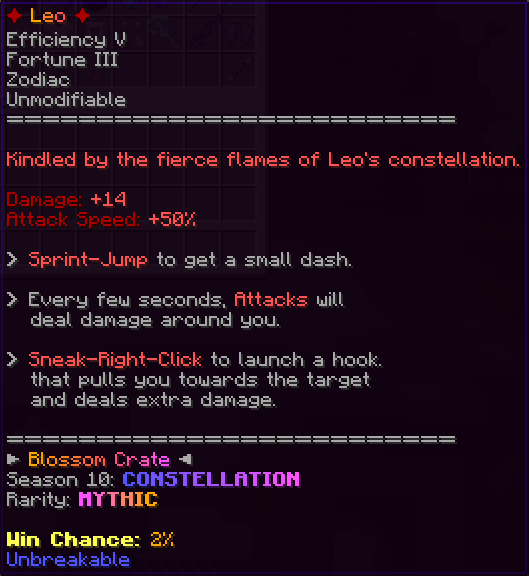 ✦ Leo ✦
Efficiency V
Fortune III
Zodiac
Unmodifiable
==========================
Kindled by the fierce flames of Leo's constellation.
Damage: +14
Attack Speed: +50%
> Sprint-Jump to get a small dash.
> Every few seconds, Attacks will
deal damage around you.
> Sneak-Right-Click to launch a hook.
that pulls you towards the target
and deals extra damage.
==========================
► Blossom Crate ◄
Season 10: CONSTELLATION
Rarity: MYTHIC
Win Chance: 2%
Unbreakable